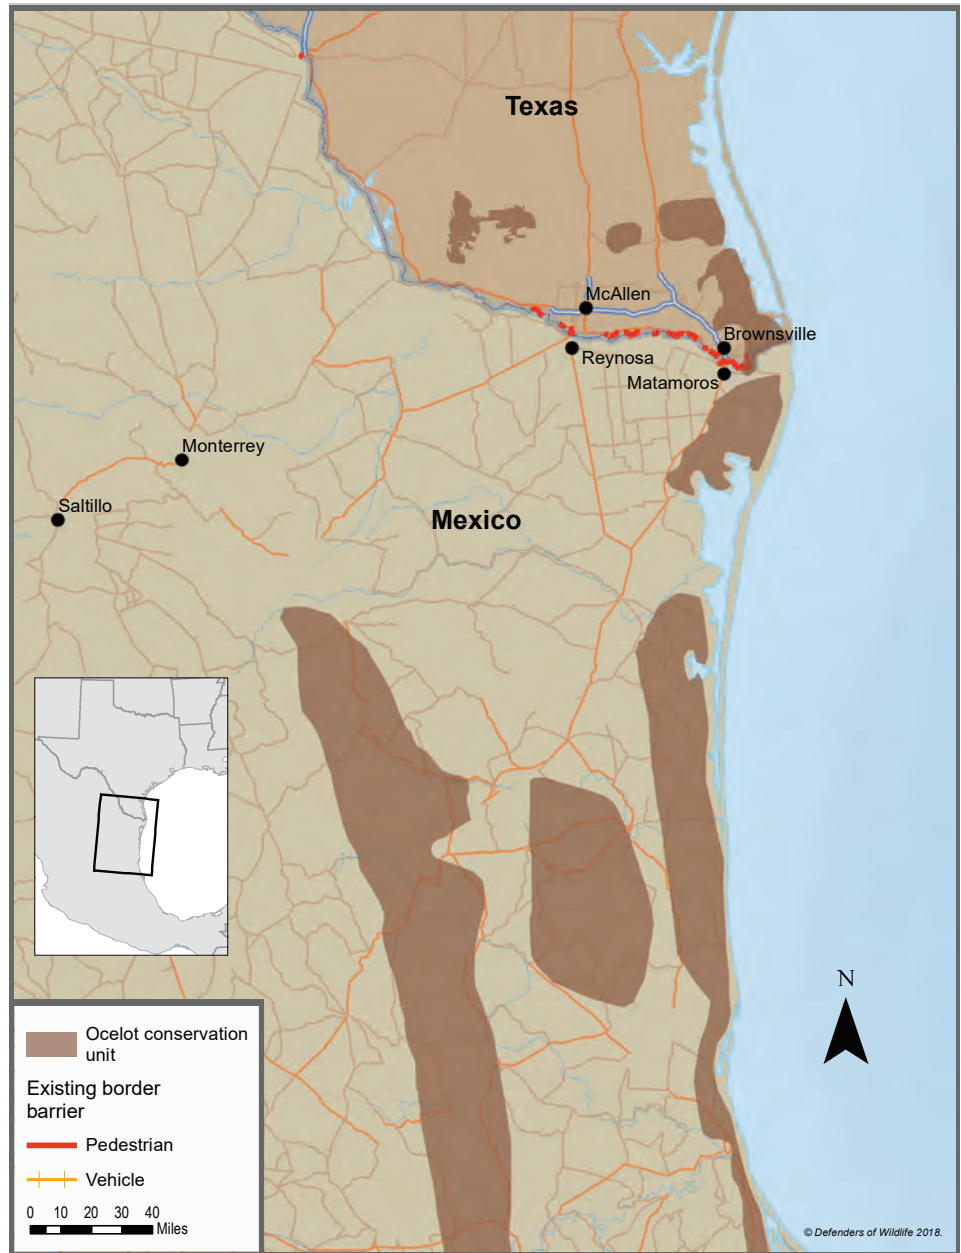 Texas
McAllen
Brownsville
Reynosa
Matamoros
Monterrey
Saltillo
Mexico
N
Ocelot conservation
unit
Existing border
barrier
Pedestrian
Vehicle
0 10 20 30 40
Miles
© Defenders of Wildlife 2018.